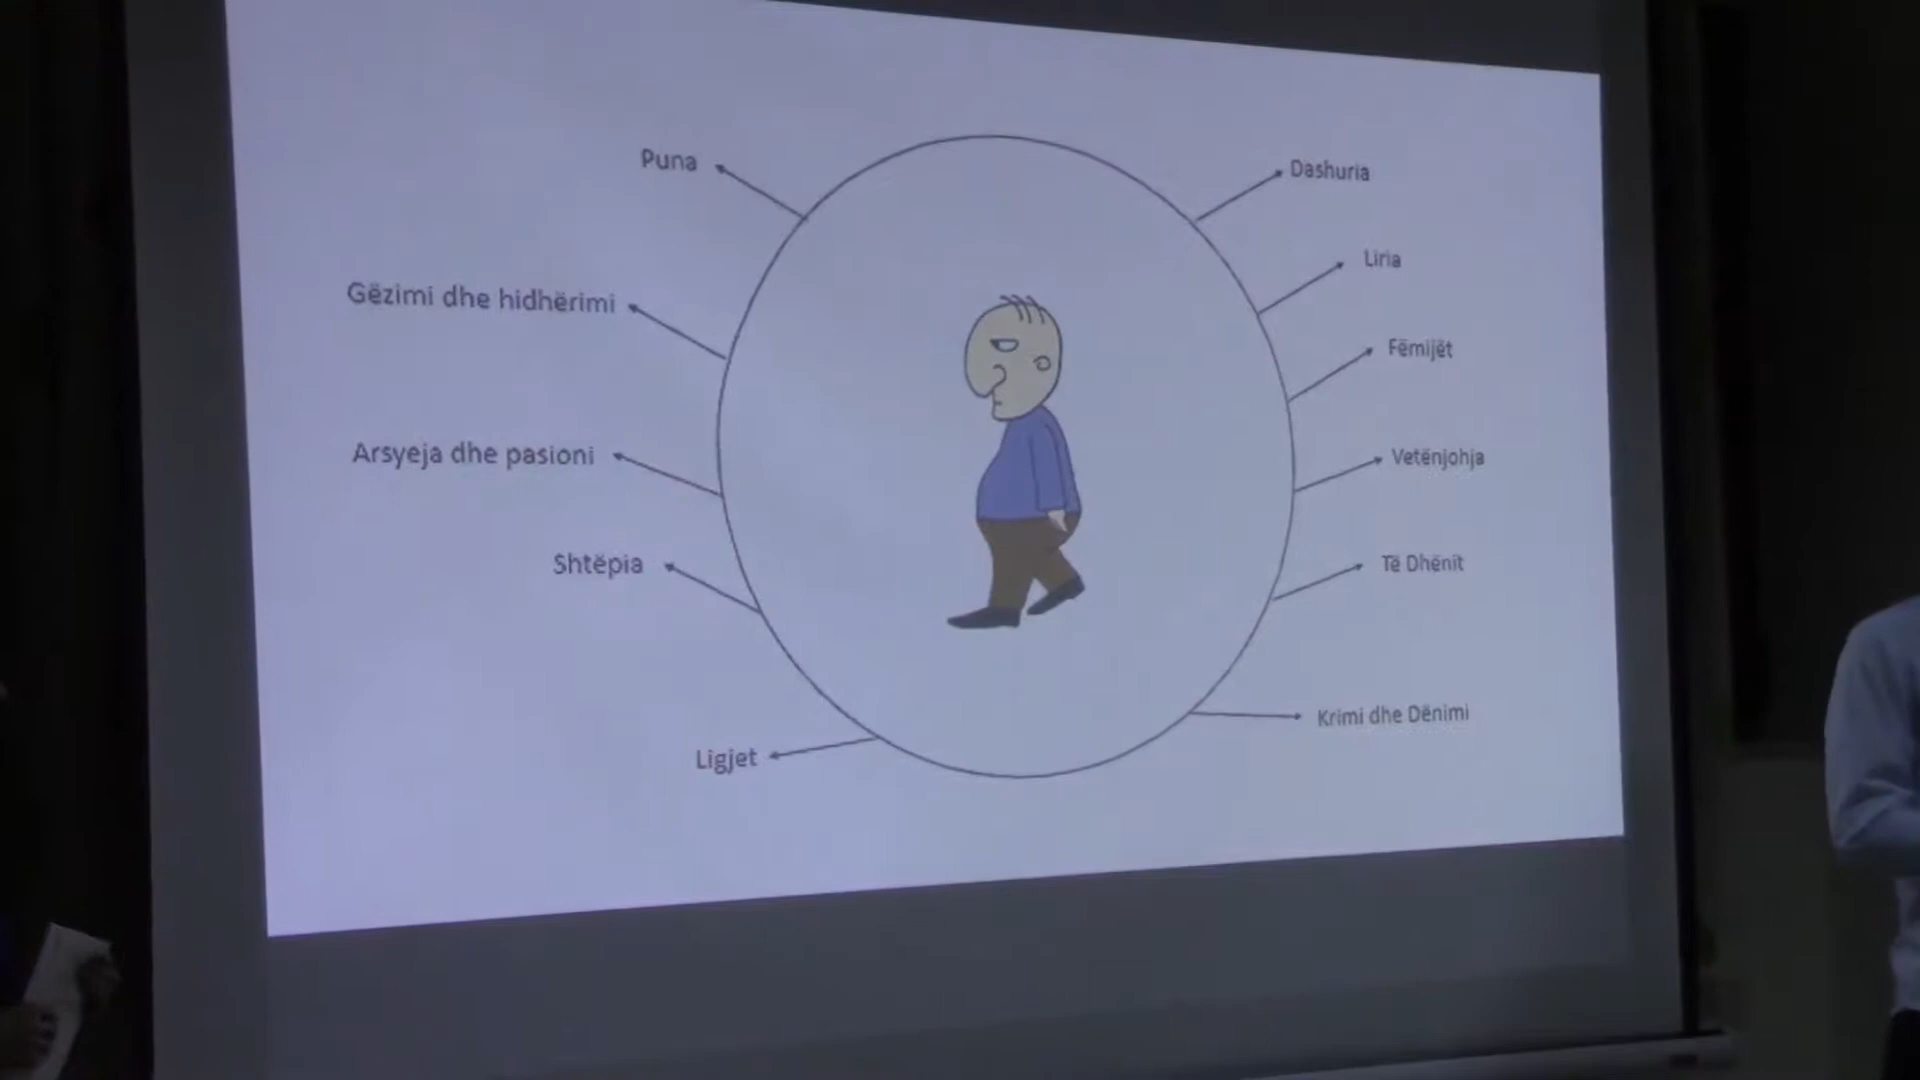 Puna
Gëzimi dhe hidhërimi
Arsyeja dhe pasioni
Shtëpia
Ligjet
Dashuria
Liria
Fëmijët
Vetënjohja
Të Dhënit
Krimi dhe Dënimi